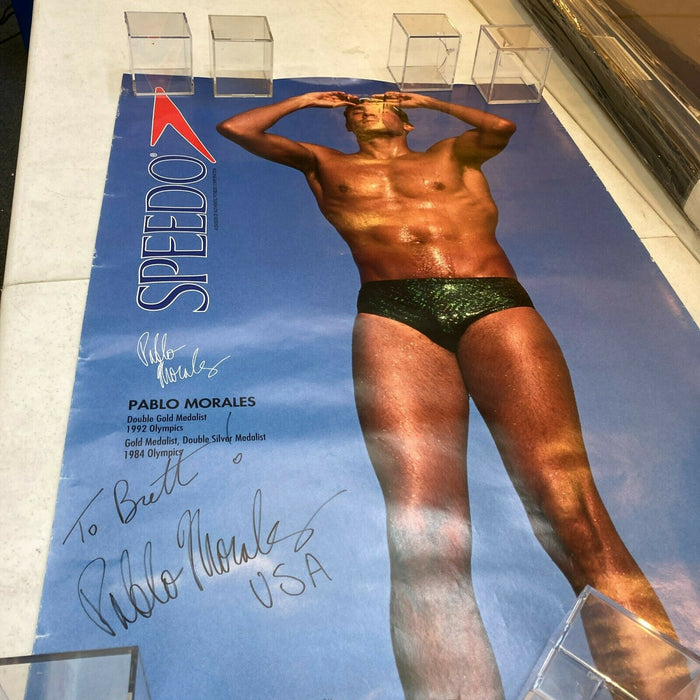 SPEEDO®
Pablo
Morales
PABLO MORALES
Double Gold Medalist
1992 Olympics
Gold Medalist, Double Silver Medalist
1984 Olympics
To Brett!
Pablo Morales
USA